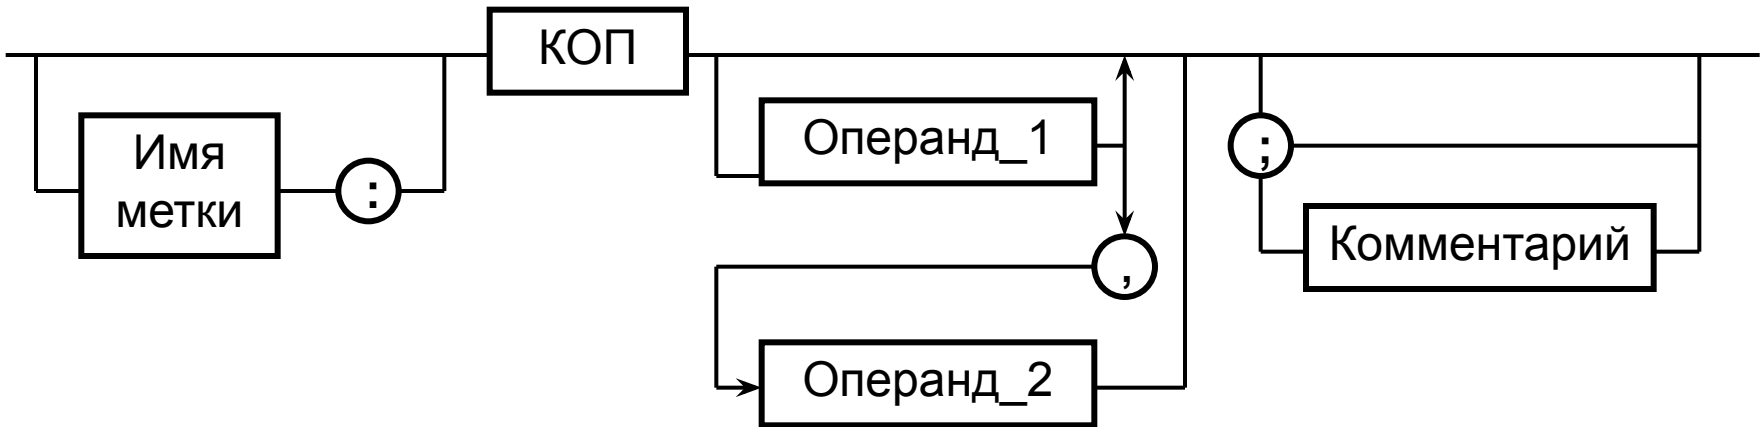 КОП
Имя
метки
:
Операнд_1
,
Операнд_2
;
Комментарий